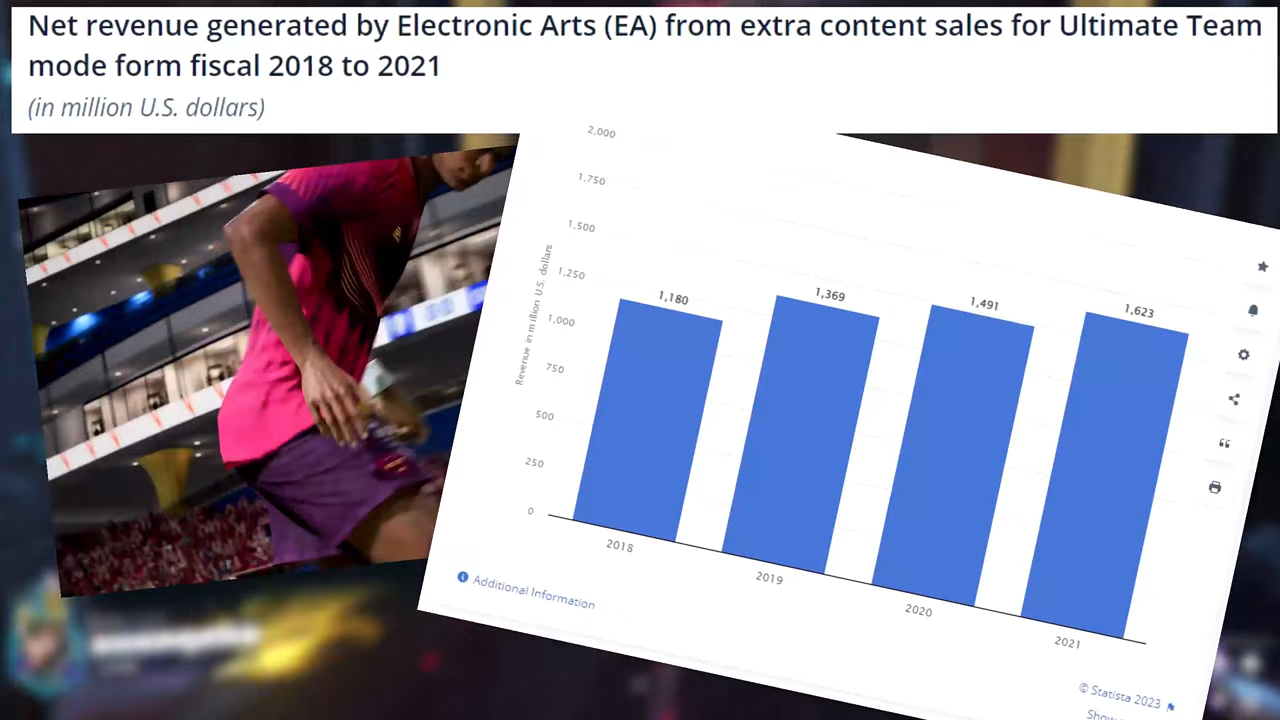 Net revenue generated by Electronic Arts (EA) from extra content sales for Ultimate Team
mode form fiscal 2018 to 2021
(in million U.S. dollars)
2,000
1,750
1,500
1,250
1,000
750
500
250
0
Revenue in million U.S. dollars
1,180
1,369
1,491
1,623
2018
2019
2020
2021
Additional Information
© Statista 2023